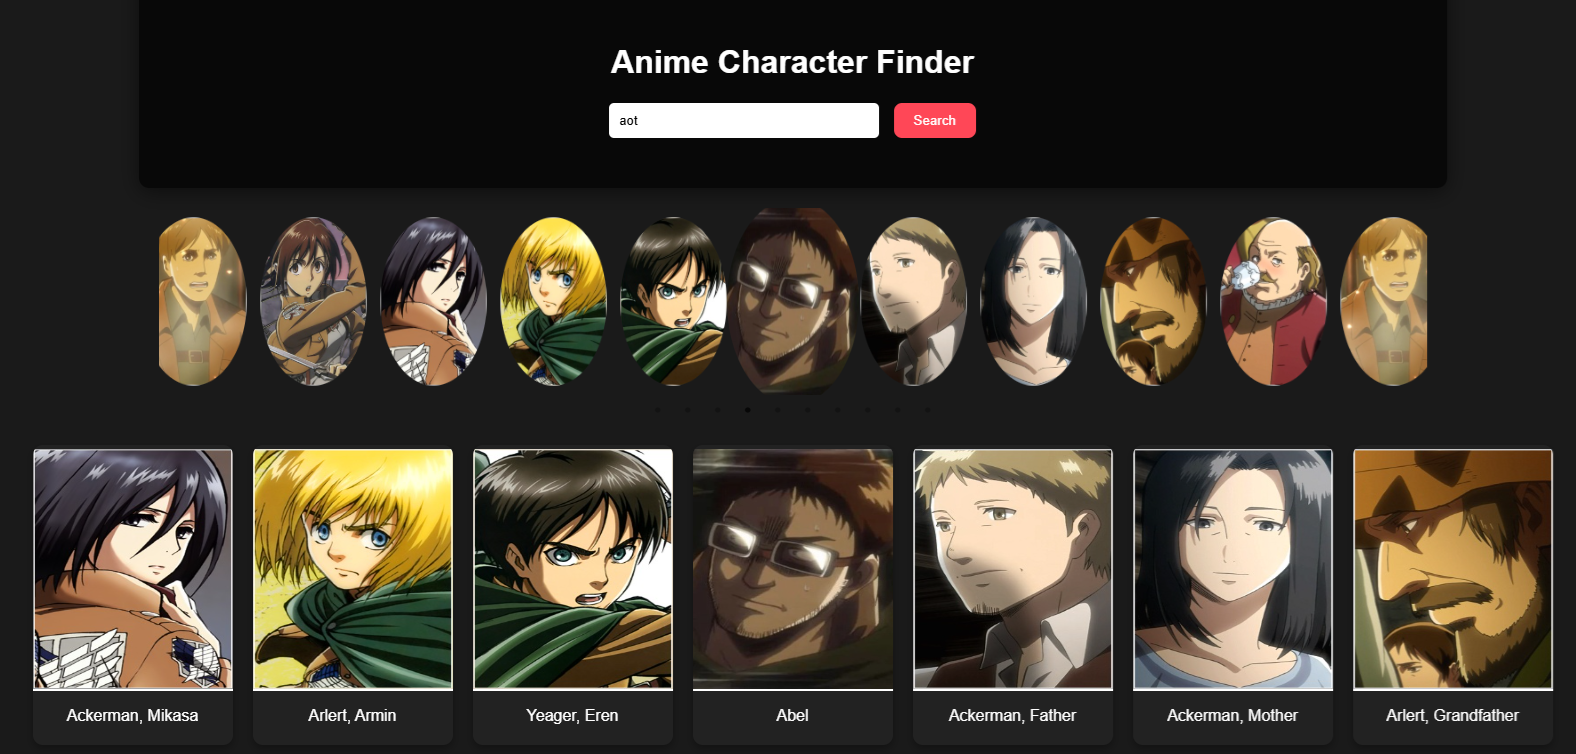 Anime Character Finder
aot
Search
Ackerman, Mikasa
Arlert, Armin
Yeager, Eren
Abel
Ackerman, Father
Ackerman, Mother
Arlert, Grandfather